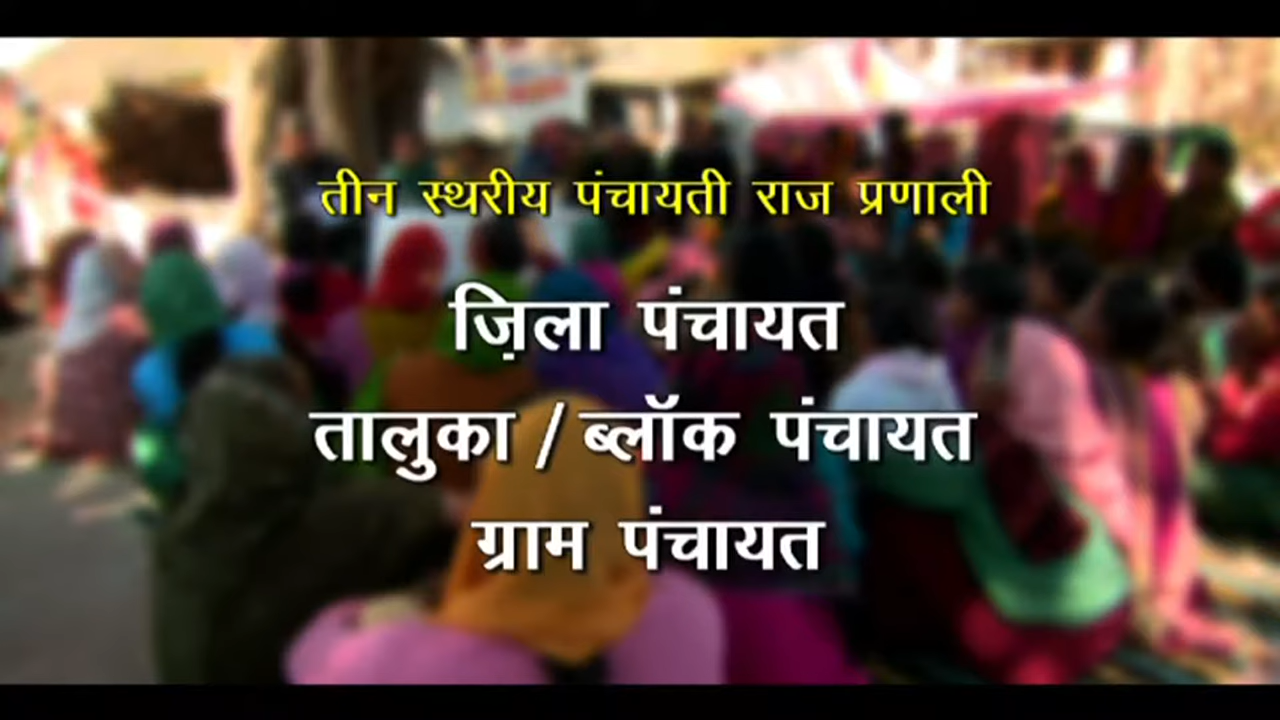 तीन स्थरीय पंचायती राज प्रणाली
ज़िला पंचायत
तालुका / ब्लॉक पंचायत
ग्राम पंचायत